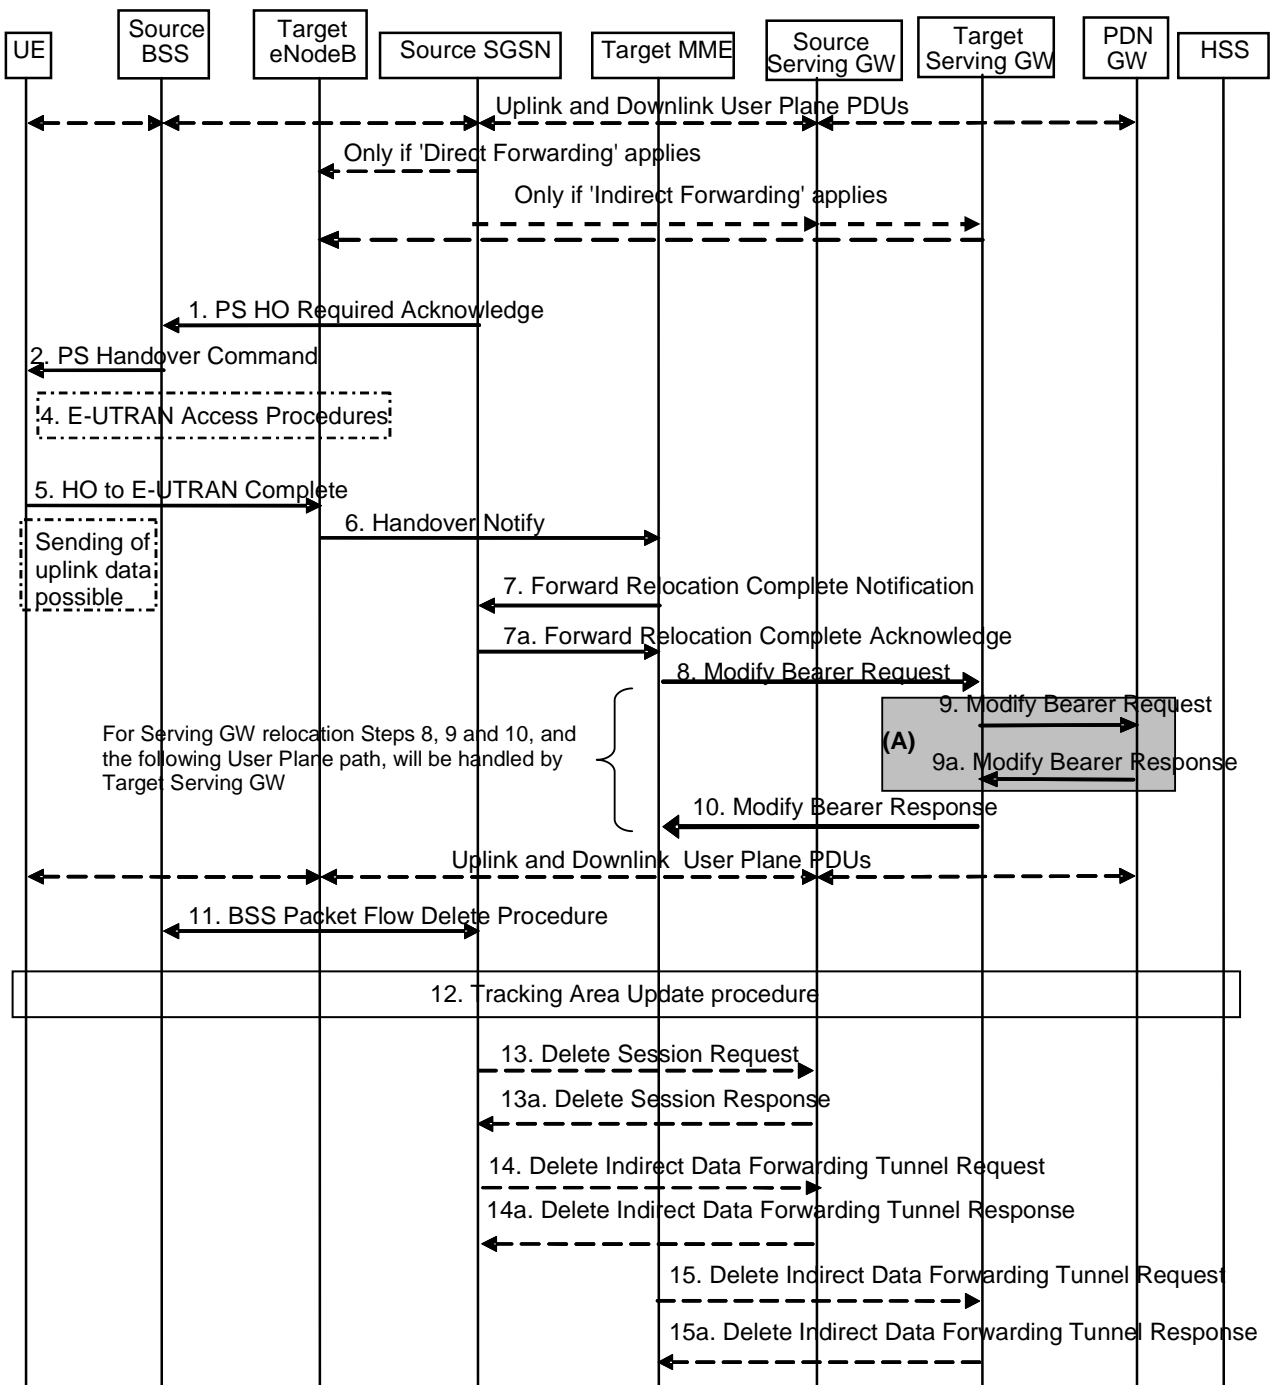 UE
Source
BSS
Target
eNodeB
Source SGSN
Target MME
Source
Serving GW
Target
Serving GW
PDN
GW
HSS
Uplink and Downlink User Plane PDUs
Only if 'Direct Forwarding' applies
Only if 'Indirect Forwarding' applies
1. PS HO Required Acknowledge
2. PS Handover Command
4. E-UTRAN Access Procedures
5. HO to E-UTRAN Complete
6. Handover Notify
Sending of
uplink data
possible
7. Forward Relocation Complete Notification
7a. Forward Relocation Complete Acknowledge
8. Modify Bearer Request
9. Modify Bearer Request
(A)
9a. Modify Bearer Response
For Serving GW relocation Steps 8, 9 and 10, and
the following User Plane path, will be handled by
Target Serving GW
10. Modify Bearer Response
Uplink and Downlink User Plane PDUs
11. BSS Packet Flow Delete Procedure
12. Tracking Area Update procedure
13. Delete Session Request
13a. Delete Session Response
14. Delete Indirect Data Forwarding Tunnel Request
14a. Delete Indirect Data Forwarding Tunnel Response
15. Delete Indirect Data Forwarding Tunnel Request
15a. Delete Indirect Data Forwarding Tunnel Response